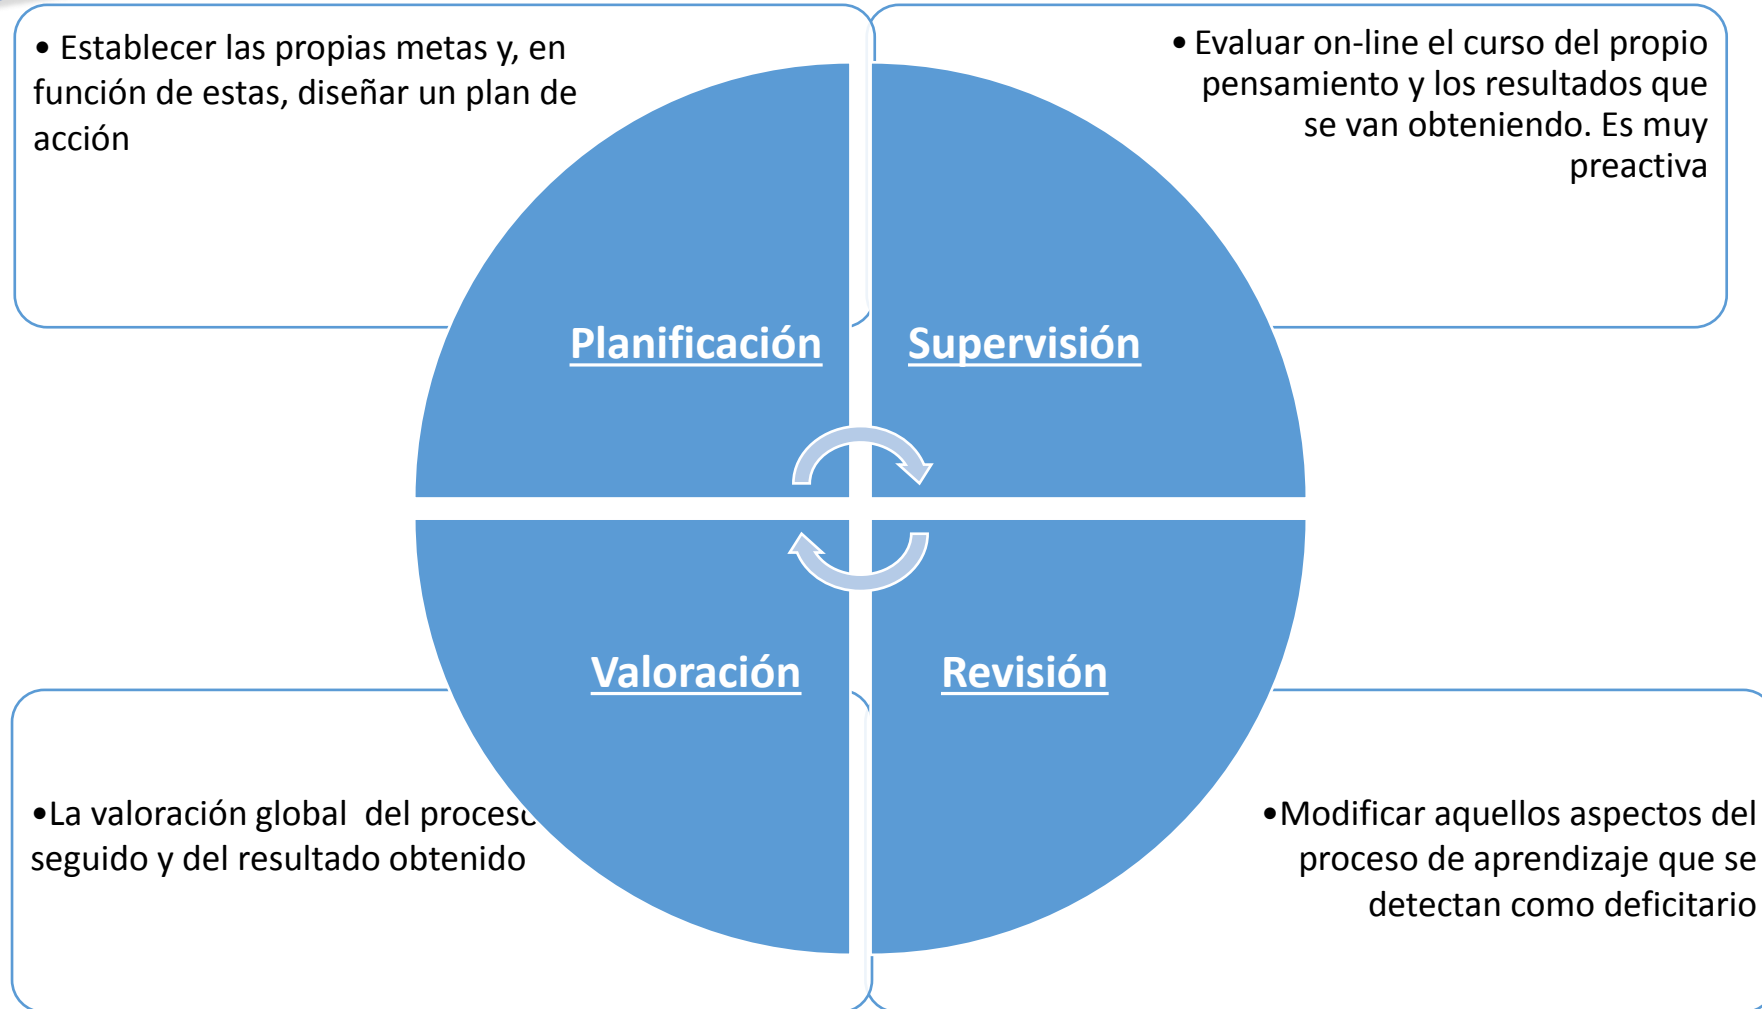 • Establecer las propias metas y, en
función de estas, diseñar un plan de
acción
• Evaluar on-line el curso del propio
pensamiento y los resultados que
se van obteniendo. Es muy
preactiva
Planificación
Supervisión
Valoración
Revisión
•La valoración global del proceso
seguido y del resultado obtenido
•Modificar aquellos aspectos del
proceso de aprendizaje que se
detectan como deficitario